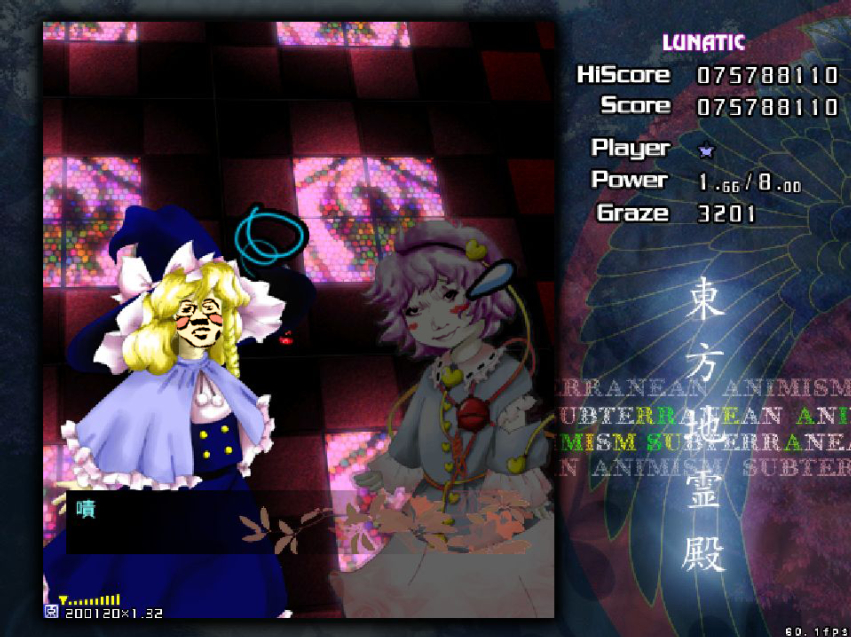 LUNATIC
HiScore 075788110
Score 075788110
Player
Power 1.66/8.00
Graze 3201
東方地霊殿
ERRANEAN ANIMISM
UBTERRANEAN ANI
MISM SUBTERRANEA
N ANIMISM SUBTER
嘖
200120×1.32
60.1fps